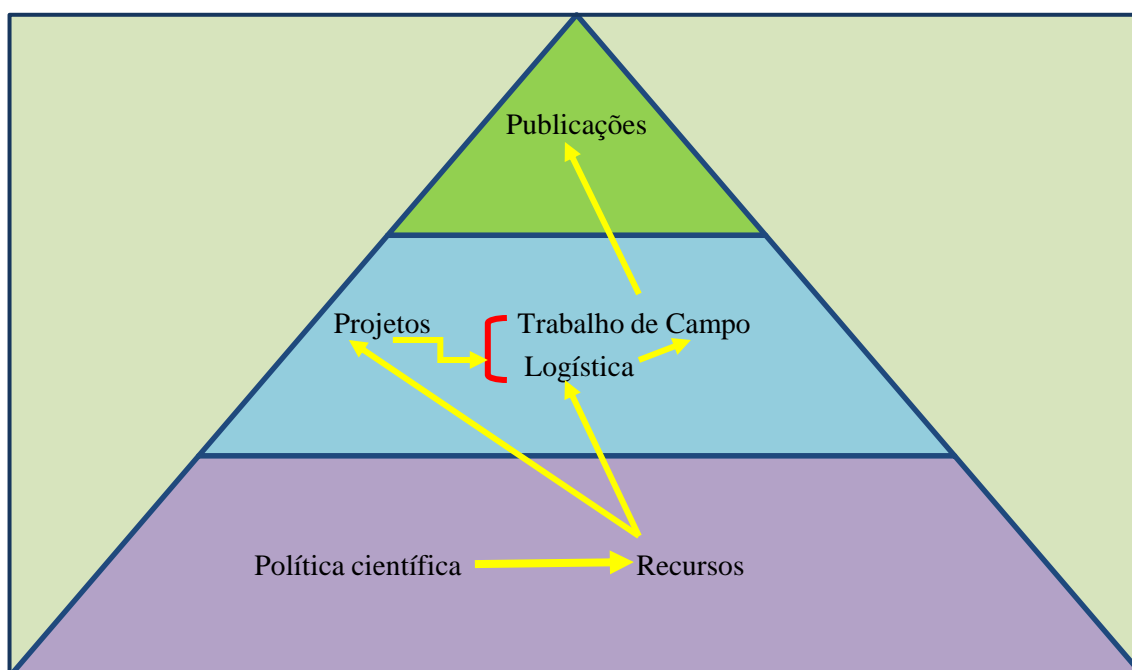 Publicações
Projetos
Trabalho de Campo
Logística
Política científica
Recursos